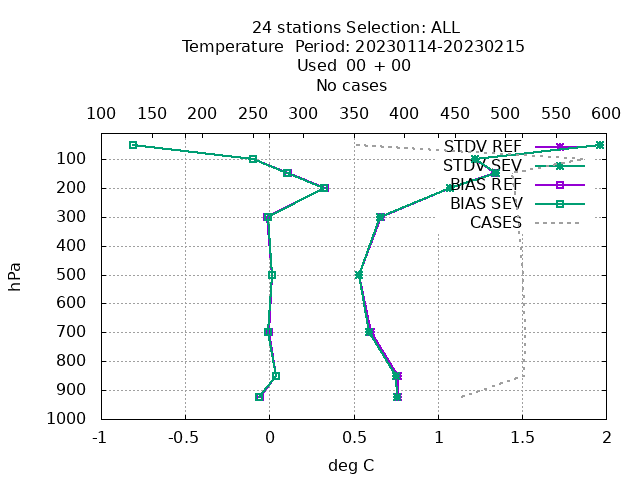 24 stations Selection: ALL
Temperature  Period: 20230114-20230215
Used  00 + 00
No cases
100 150 200 250 300 350 400 450 500 550 600
STDV REF
STDV SEV
BIAS REF
BIAS SEV
CASES
100
200
300
400
500
600
700
800
900
1000
hPa
-1 -0.5 0 0.5 1 1.5 2
deg C